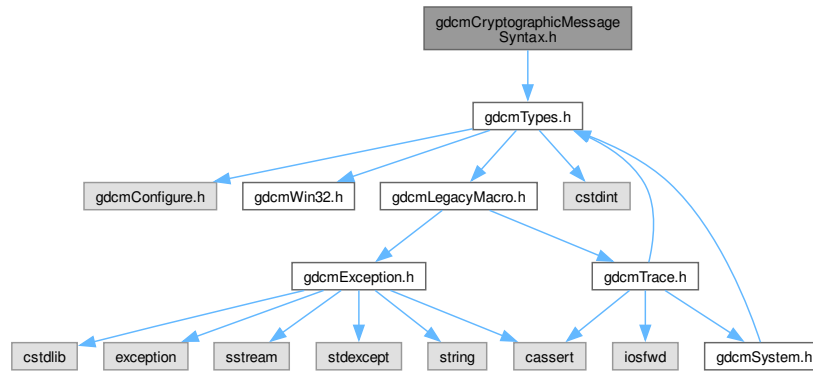 gdcmCryptographicMessage
Syntax.h
gdcmTypes.h
gdcmConfigure.h
gdcmWin32.h
gdcmLegacyMacro.h
cstdint
gdcmException.h
gdcmTrace.h
cstdlib
exception
sstream
stdexcept
string
cassert
iosfwd
gdcmSystem.h